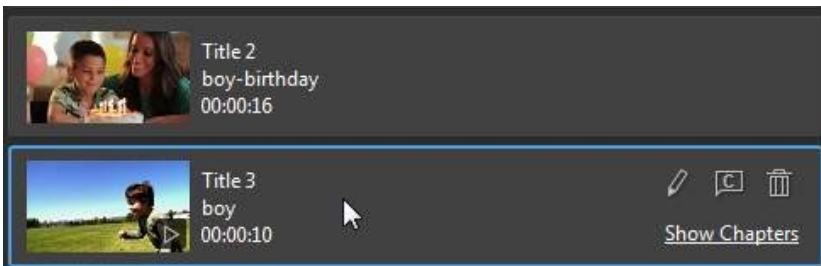 Title 2
boy-birthday
00:00:16
Title 3
boy
00:00:10
C
Show Chapters